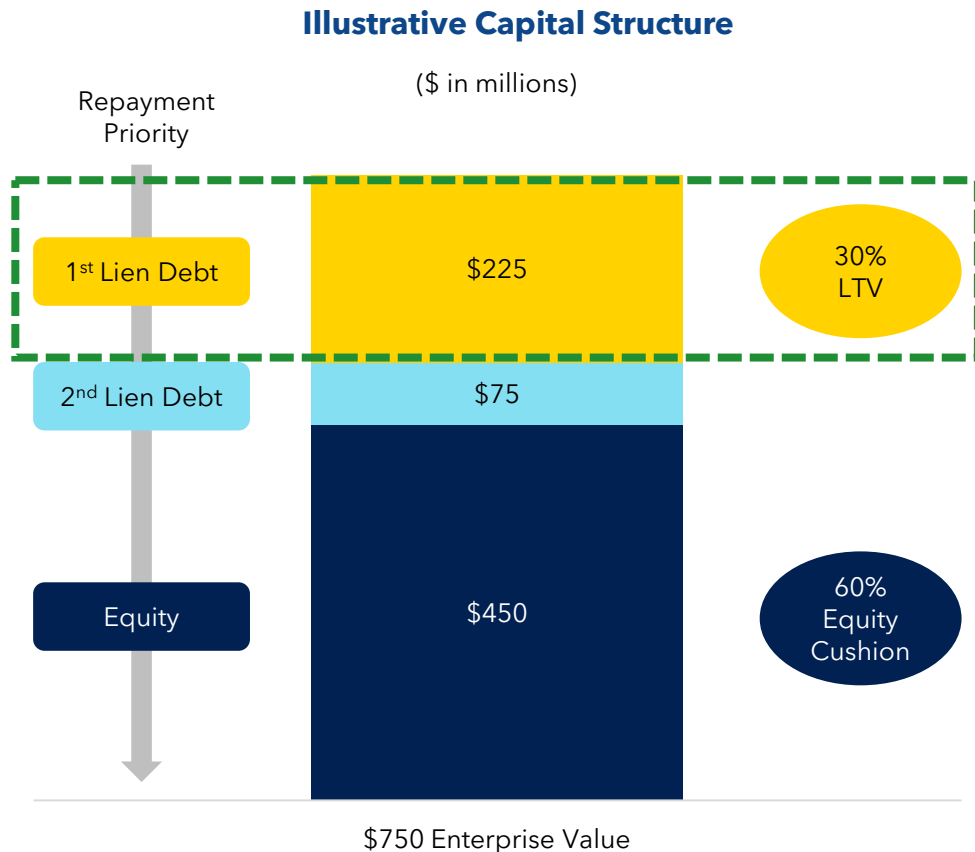 Illustrative Capital Structure
($ in millions)
Repayment
Priority
1st Lien Debt
$225
30%
LTV
2nd Lien Debt
$75
Equity
$450
60%
Equity
Cushion
$750 Enterprise Value